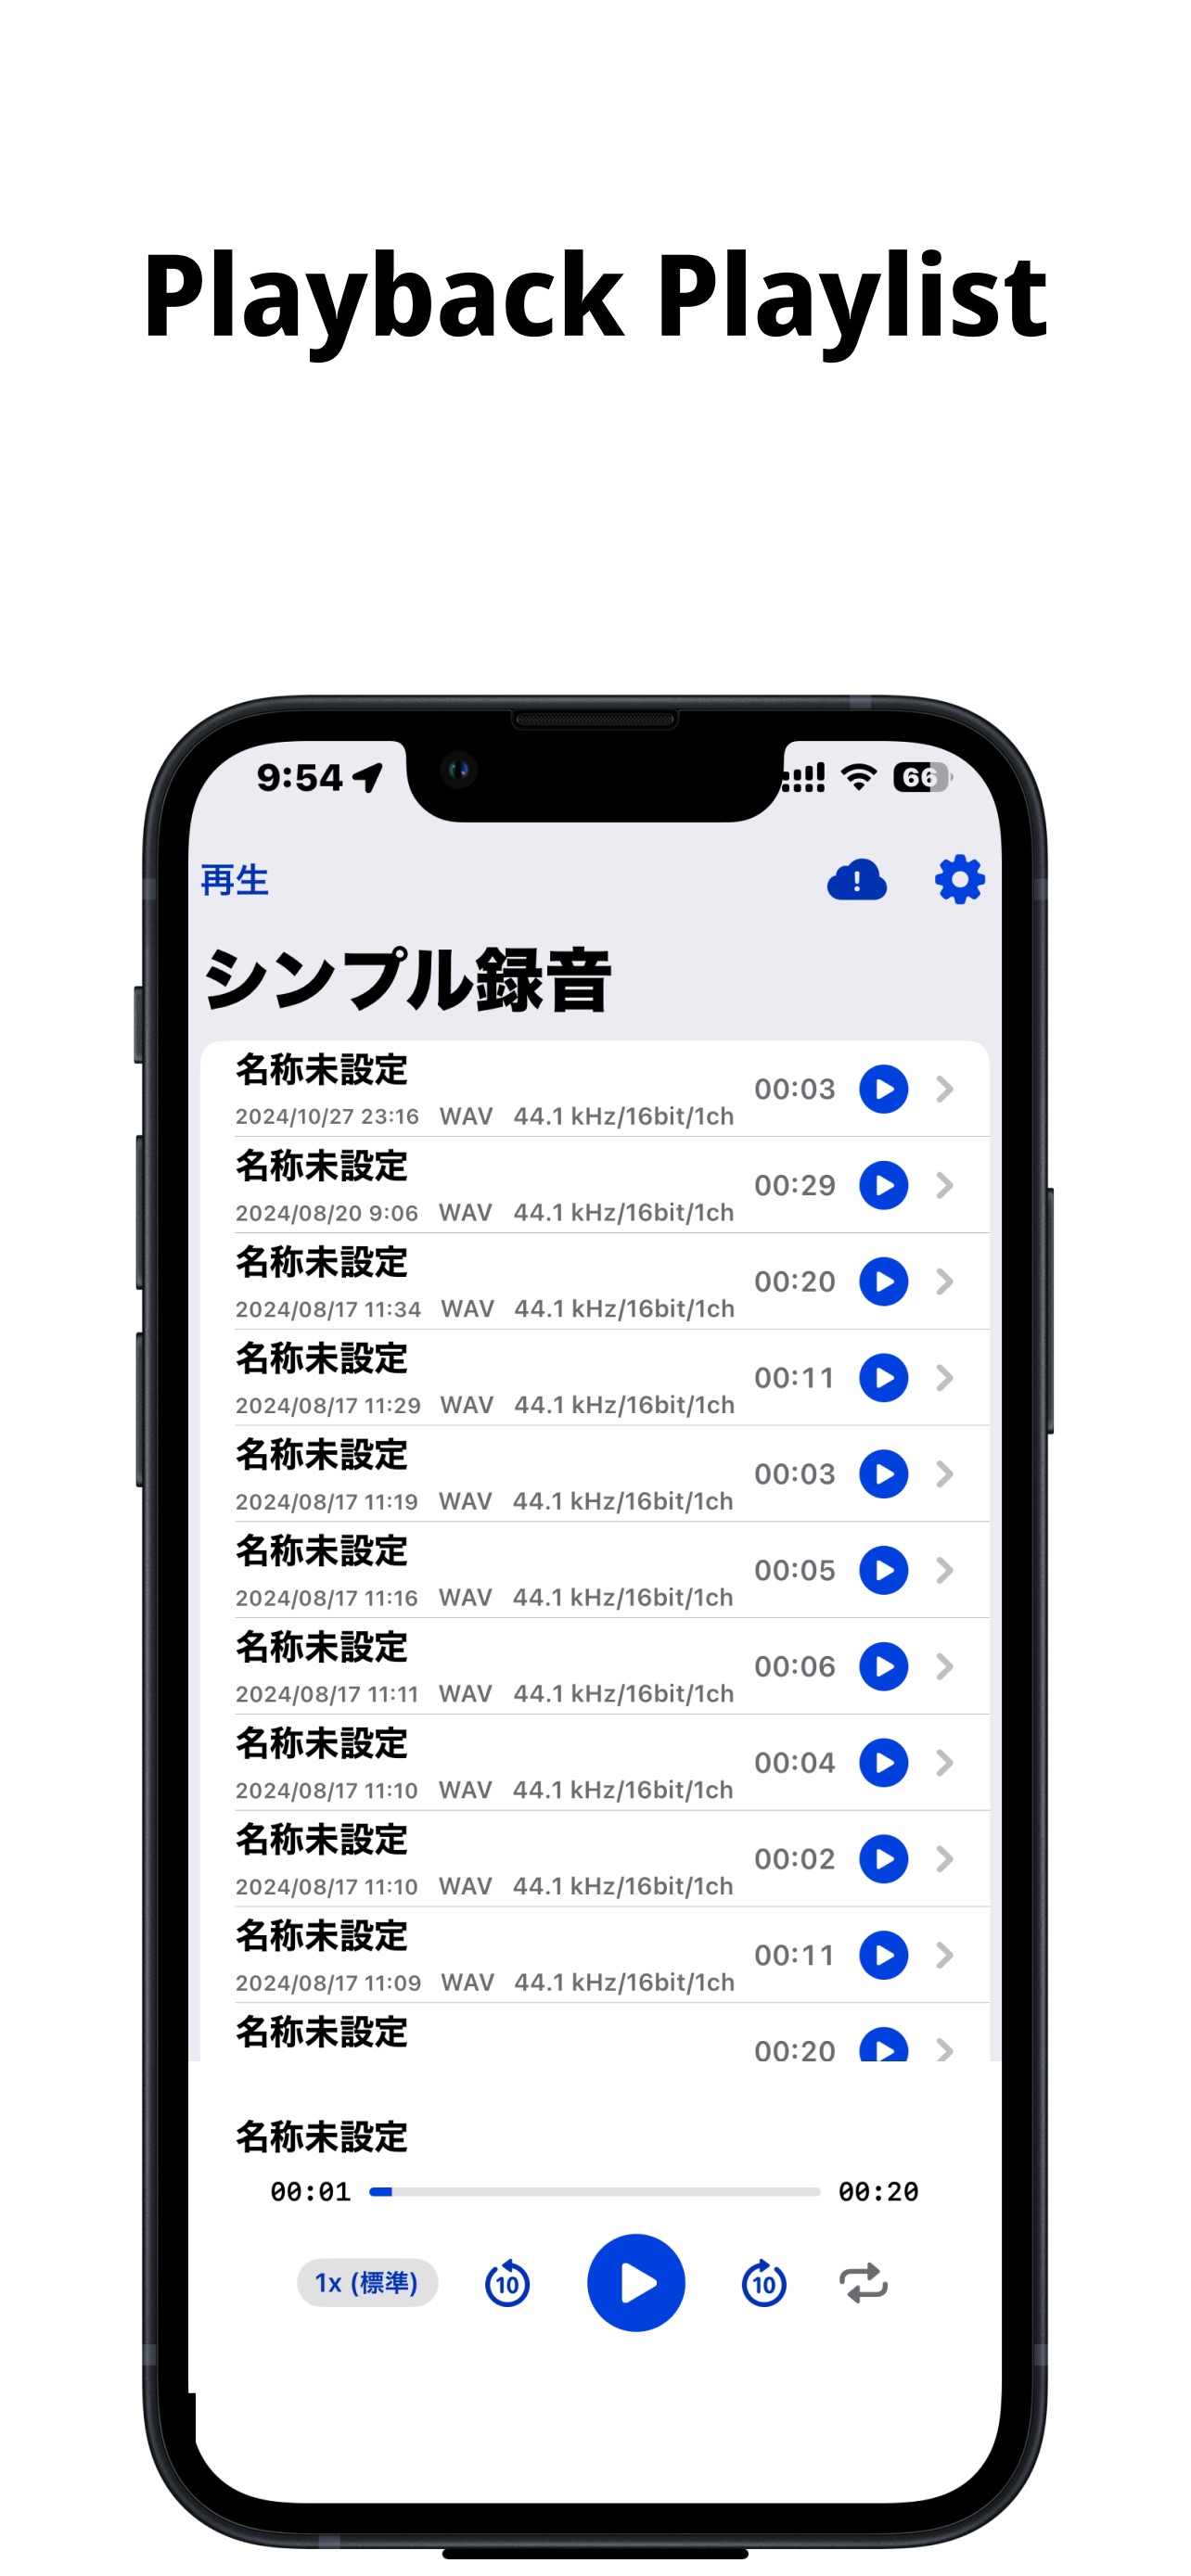 Playback Playlist
9:54
66
再生
シンプル録音
名称未設定
00:03
2024/10/27 23:16 WAV 44.1 kHz/16bit/1ch
名称未設定
00:29
2024/08/20 9:06 WAV 44.1 kHz/16bit/1ch
名称未設定
00:20
2024/08/17 11:34 WAV 44.1 kHz/16bit/1ch
名称未設定
00:11
2024/08/17 11:29 WAV 44.1 kHz/16bit/1ch
名称未設定
00:03
2024/08/17 11:19 WAV 44.1 kHz/16bit/1ch
名称未設定
00:05
2024/08/17 11:16 WAV 44.1 kHz/16bit/1ch
名称未設定
00:06
2024/08/17 11:11 WAV 44.1 kHz/16bit/1ch
名称未設定
00:04
2024/08/17 11:10 WAV 44.1 kHz/16bit/1ch
名称未設定
00:02
2024/08/17 11:10 WAV 44.1 kHz/16bit/1ch
名称未設定
00:11
2024/08/17 11:09 WAV 44.1 kHz/16bit/1ch
名称未設定
00:20
名称未設定
00:01 00:20
1x (標準) 10 10